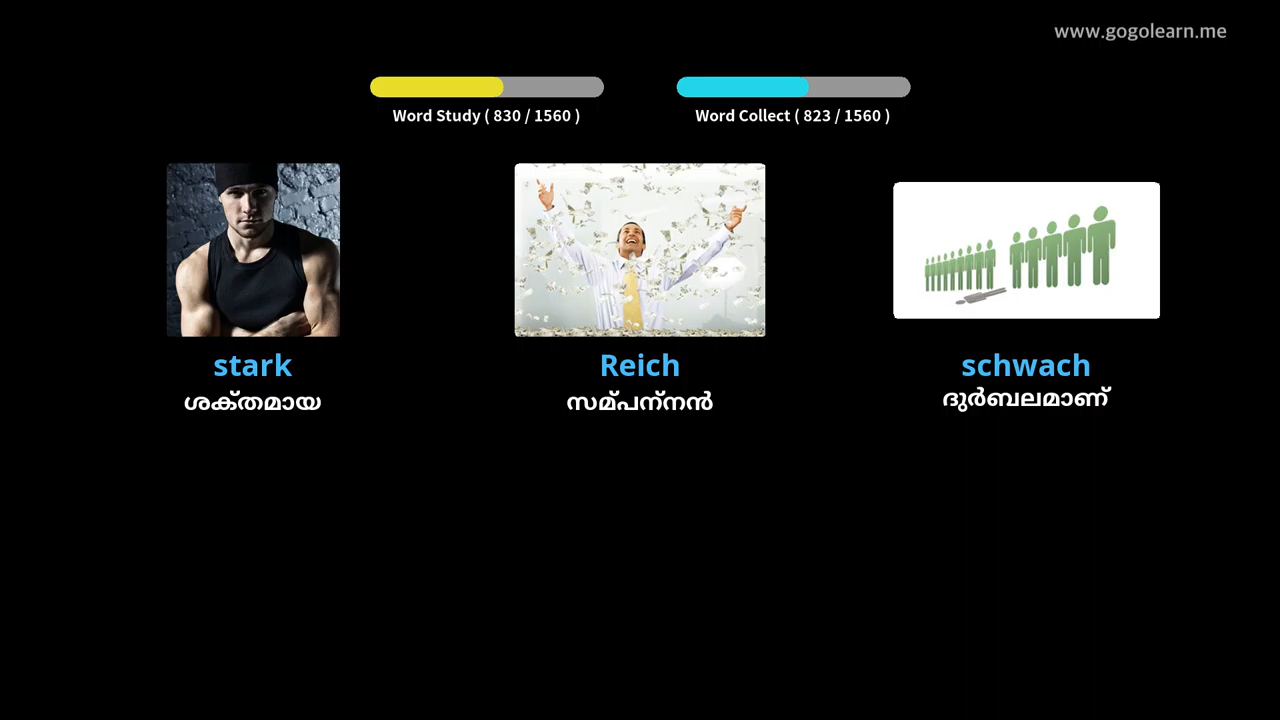 www.gogolearn.me
Word Study ( 830 / 1560 )
Word Collect ( 823 / 1560 )
stark
Reich
schwach
ശക്തമായ
സമ്പന്നൻ
ദുർബലമാണ്